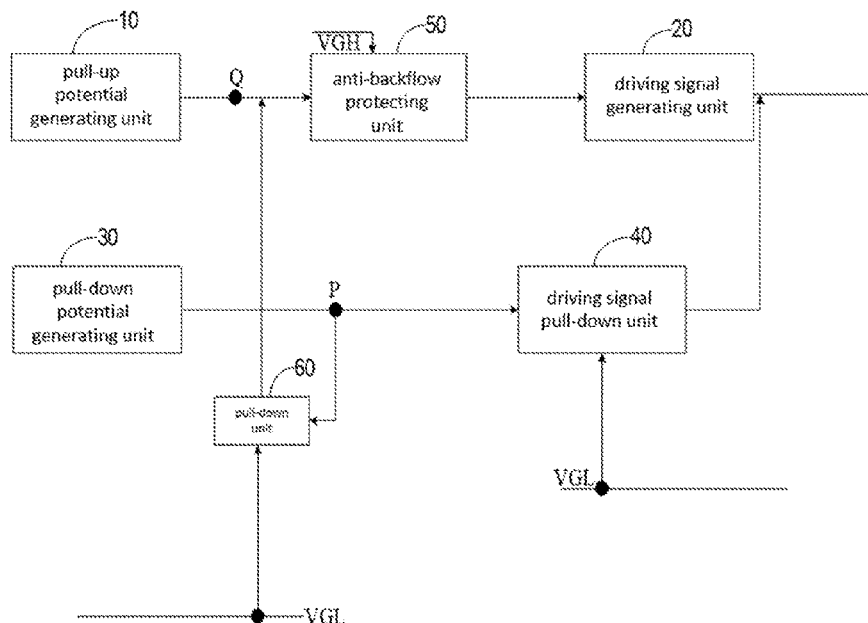 10
pull-up
potential
generating unit
Q
VGH
50
anti-backflow
protecting
unit
20
driving signal
generating unit
30
pull-down
potential
generating unit
P
40
driving signal
pull-down unit
60
pull-down
unit
VGL
VGL